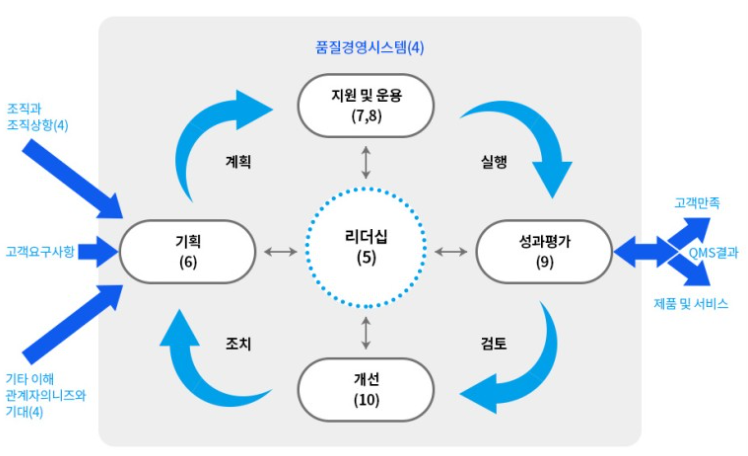 품질경영시스템(4)
지원 및 운용
(7,8)
조직과
조직상황(4)
계획
실행
고객만족
기획
(6)
리더십
(5)
성과평가
(9)
고객요구사항
QMS결과
제품 및 서비스
조치
검토
기타 이해
관계자의니즈와
기대(4)
개선
(10)